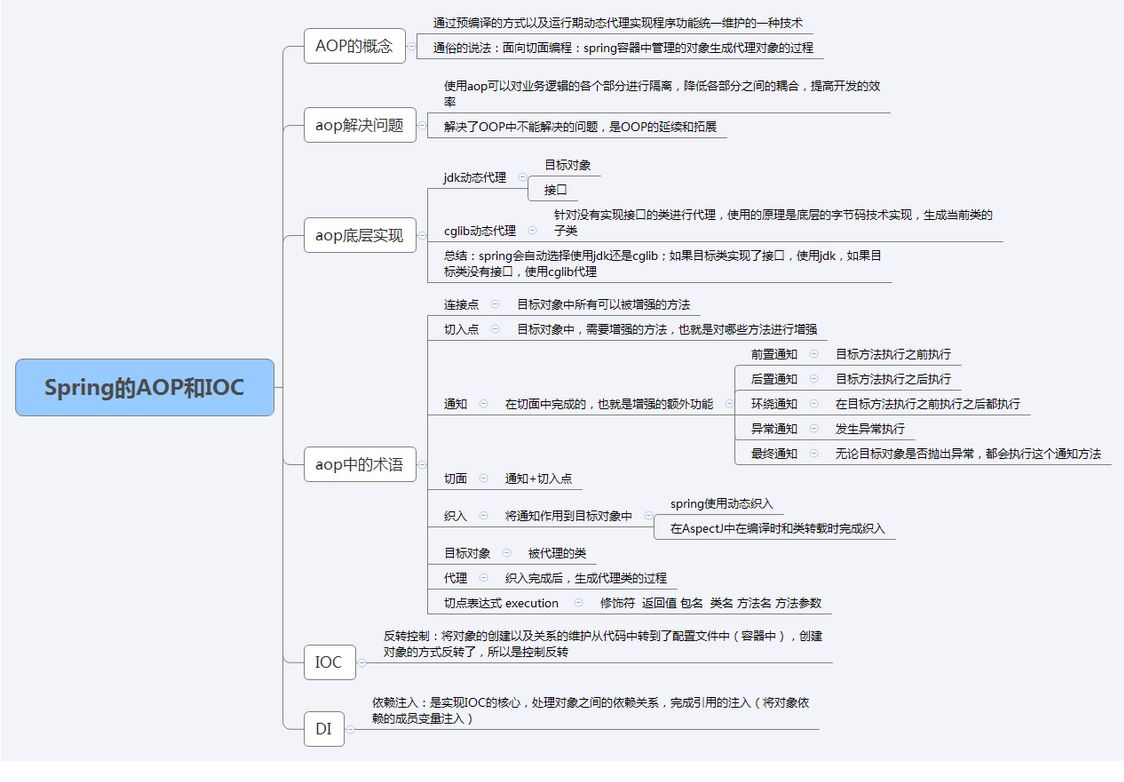 Spring的AOP和IOC
AOP的概念
通过预编译的方式以及运行期动态代理实现程序功能统一维护的一种技术
通俗的说法：面向切面编程：spring容器中管理的对象生成代理对象的过程
aop解决问题
使用aop可以对业务逻辑的各个部分进行隔离，降低各部分之间的耦合，提高开发的效
率
解决了OOP中不能解决的问题，是OOP的延续和拓展
aop底层实现
jdk动态代理
目标对象
接口
cglib动态代理
针对没有实现接口的类进行代理，使用的原理是底层的字节码技术实现，生成当前类的
子类
总结：spring会自动选择使用jdk还是cglib；如果目标类实现了接口，使用jdk，如果目
标类没有接口，使用cglib代理
aop中的术语
连接点
目标对象中所有可以被增强的方法
切入点
目标对象中，需要增强的方法，也就是对哪些方法进行增强
通知
在切面中完成的，也就是增强的额外功能
前置通知
目标方法执行之前执行
后置通知
目标方法执行之后执行
环绕通知
在目标方法执行之前执行之后都执行
异常通知
发生异常执行
最终通知
无论目标对象是否抛出异常，都会执行这个通知方法
切面
通知+切入点
织入
将通知作用到目标对象中
spring使用动态织入
在AspectJ中在编译时和类转载时完成织入
目标对象
被代理的类
代理
织入完成后，生成代理类的过程
切点表达式 execution
修饰符 返回值 包名 类名 方法名 方法参数
IOC
反转控制：将对象的创建以及关系的维护从代码中转到了配置文件中（容器中），创建
对象的方式反转了，所以是控制反转
DI
依赖注入：是实现IOC的核心，处理对象之间的依赖关系，完成引用的注入（将对象依
赖的成员变量注入）